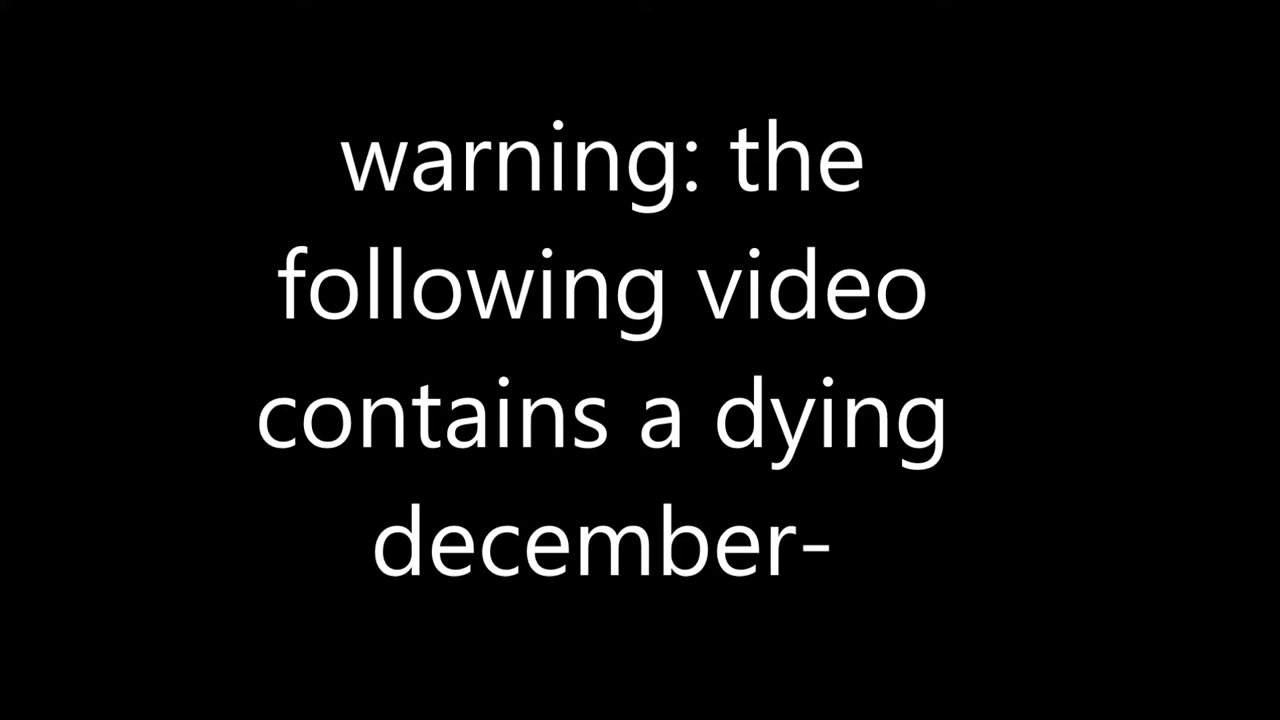 warning: the
following video
contains a dying
december-